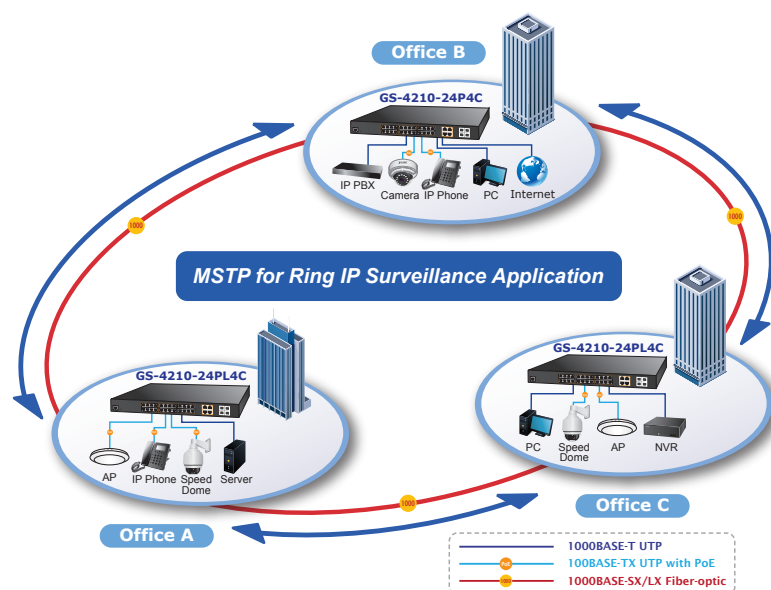 Office B
GS-4210-24P4C
IP PBX
Camera
IP Phone
PC
Internet
1000
1000
MSTP for Ring IP Surveillance Application
GS-4210-24PL4C
AP
IP Phone
Speed
Dome
Server
GS-4210-24PL4C
PC
Speed
Dome
AP
NVR
1000
Office A
Office C
1000BASE-T UTP
PoE
100BASE-TX UTP with PoE
1000
1000BASE-SX/LX Fiber-optic